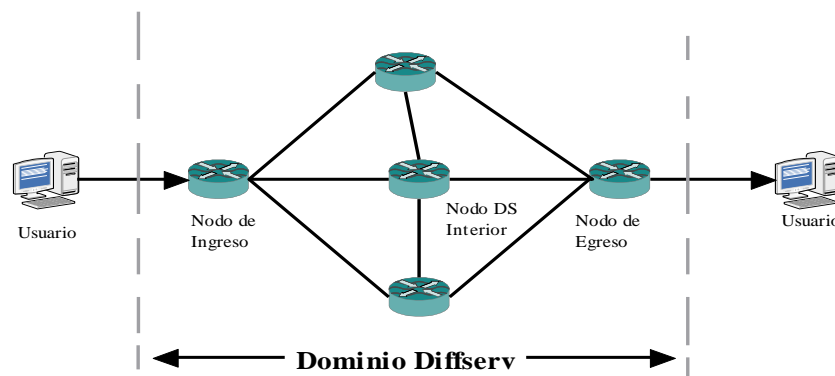 Usuario
Nodo de
Ingreso
Nodo DS
Interior
Nodo de
Egreso
Usuario
Dominio Diffserv